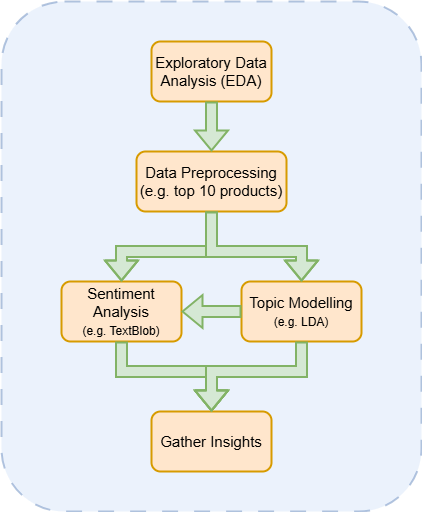 Exploratory Data
Analysis (EDA)
Data Preprocessing
(e.g. top 10 products)
Sentiment
Analysis
(e.g. TextBlob)
Topic Modelling
(e.g. LDA)
Gather Insights